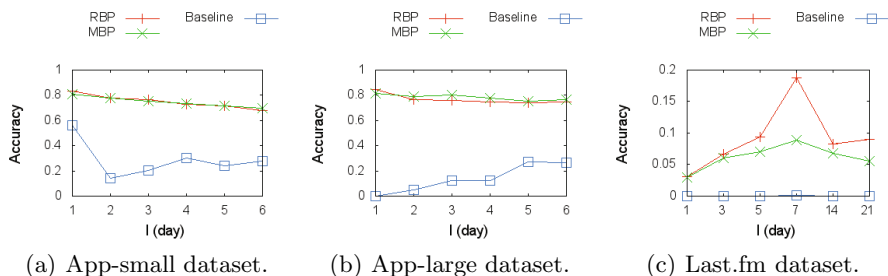 RBP
MBP
Baseline
Accuracy
1
0.8
0.6
0.4
0.2
0
1 2 3 4 5 6
l (day)
(a) App-small dataset.
RBP
MBP
Baseline
Accuracy
1
0.8
0.6
0.4
0.2
0
1 2 3 4 5 6
l (day)
(b) App-large dataset.
RBP
MBP
Baseline
Accuracy
0.2
0.15
0.1
0.05
0
1 3 5 7 14 21
l (day)
(c) Last.fm dataset.